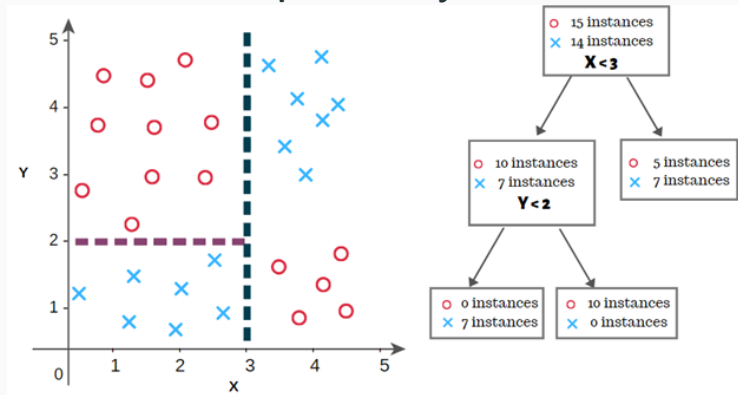 5
4
3
2
1
0
Y
1
2
3
4
5
X
15 instances
14 instances
X<3
10 instances
7 instances
Y<2
5 instances
7 instances
0 instances
7 instances
10 instances
0 instances